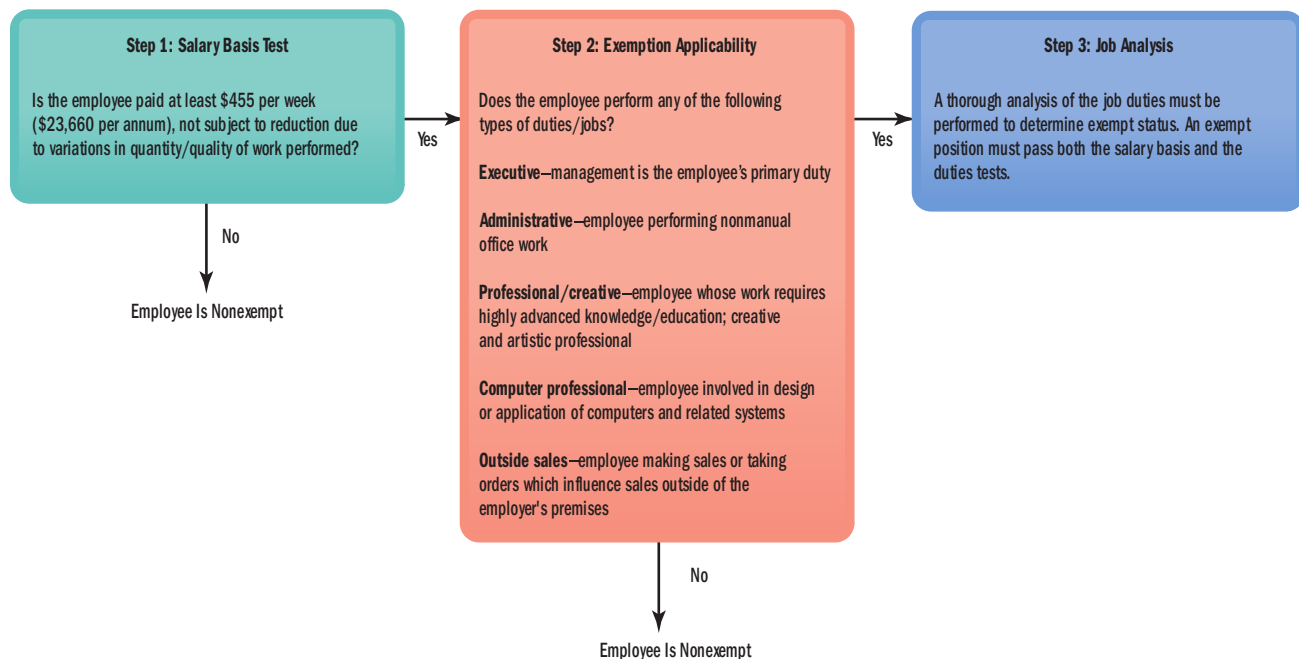 Step 1: Salary Basis Test
Is the employee paid at least $455 per week
($23,660 per annum), not subject to reduction due
to variations in quantity/quality of work performed?
Yes
No
Employee Is Nonexempt
Step 2: Exemption Applicability
Does the employee perform any of the following
types of duties/jobs?
Executive—management is the employee's primary duty
Administrative—employee performing nonmanual
office work
Professional/creative—employee whose work requires
highly advanced knowledge/education; creative
and artistic professional
Computer professional—employee involved in design
or application of computers and related systems
Outside sales—employee making sales or taking
orders which influence sales outside of the
employer's premises
Yes
No
Employee Is Nonexempt
Step 3: Job Analysis
A thorough analysis of the job duties must be
performed to determine exempt status. An exempt
position must pass both the salary basis and the
duties tests.